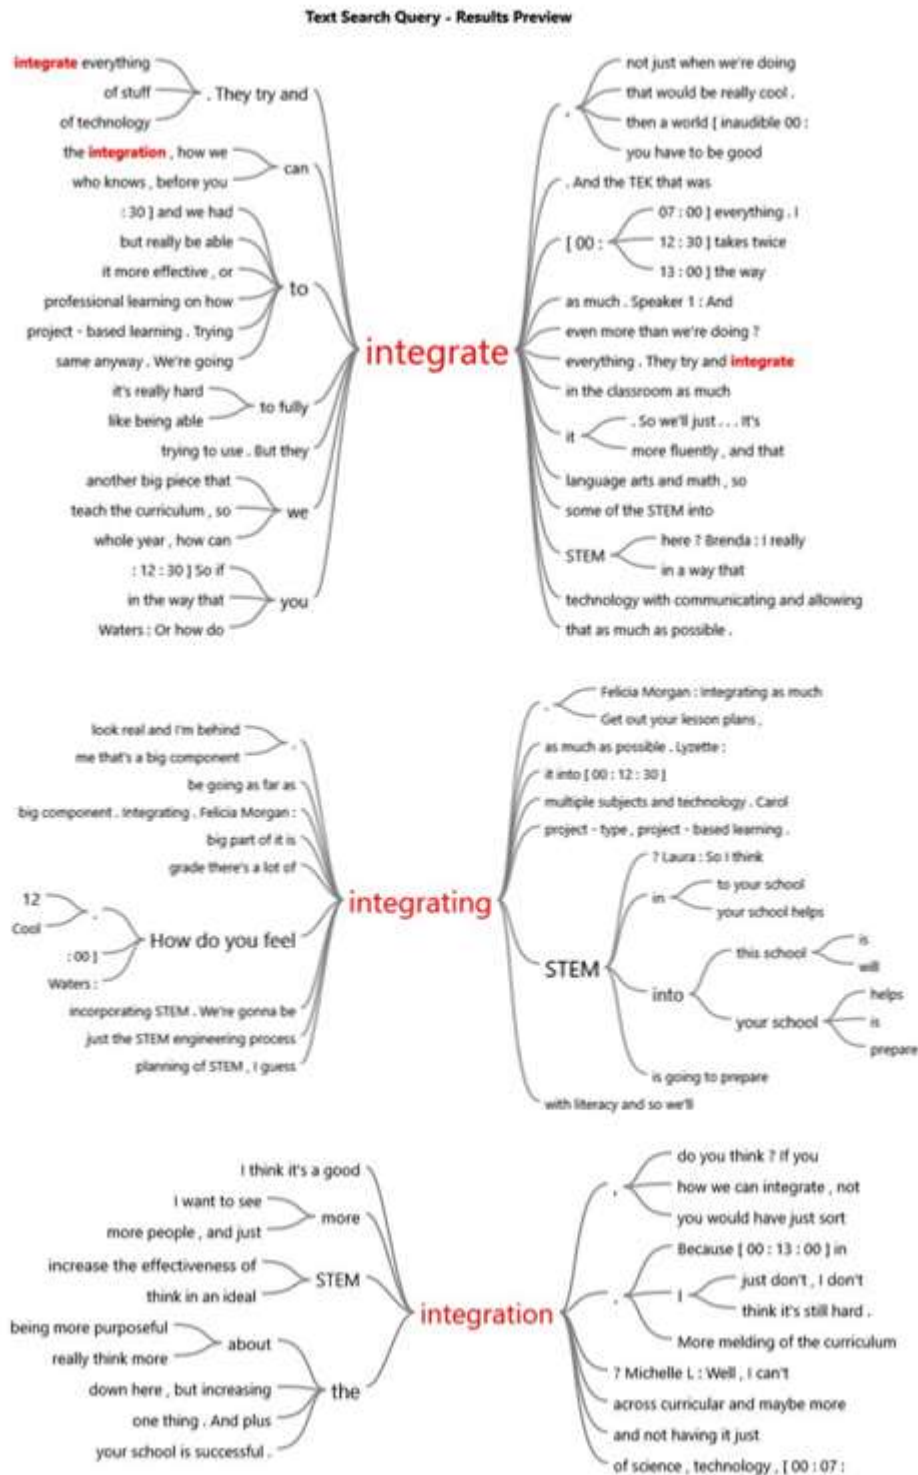 Text Search Query - Results Preview
integrate everything
of stuff
of technology
. They try and
the integration , how we
who knows , before you
can
: 30 ] and we had
but really be able
it more effective , or
professional learning on how
project - based learning . Trying
same anyway . We're going
to
it's really hard
like being able
to fully
trying to use . But they
another big piece that
teach the curriculum , so
whole year , how can
we
: 12 : 30 ] So if
in the way that
Waters : Or how do
you
integrate
,
not just when we're doing
that would be really cool .
then a world [ inaudible 00 :
you have to be good
. And the TEK that was
[ 00 :
07 : 00 ] everything . I
12 : 30 ] takes twice
13 : 00 ] the way
as much . Speaker 1 : And
even more than we're doing ?
everything . They try and integrate
in the classroom as much
it
. So we'll just . . . It's
more fluently , and that
language arts and math , so
some of the STEM into
STEM
here ? Brenda : I really
in a way that
technology with communicating and allowing
that as much as possible .
look real and I'm behind
me that's a big component
.
be going as far as
big component . Integrating . Felicia Morgan :
big part of it is
grade there's a lot of
12
Cool
.
: 00 ]
Waters :
How do you feel
incorporating STEM . We're gonna be
just the STEM engineering process
planning of STEM , I guess
integrating
.
Felicia Morgan : Integrating as much
Get out your lesson plans ,
as much as possible . Lyzette :
it into [ 00 : 12 : 30 ]
multiple subjects and technology . Carol
project - type , project - based learning .
STEM
? Laura : So I think
in
to your school
your school helps
into
this school
is
will
your school
helps
is
prepare
is going to prepare
with literacy and so we'll
I think it's a good
I want to see
more people , and just
more
increase the effectiveness of
think in an ideal
STEM
being more purposeful
really think more
about
down here , but increasing
one thing . And plus
your school is successful .
the
integration
,
do you think ? If you
how we can integrate , not
you would have just sort
.
Because [ 00 : 13 : 00 ] in
I
just don't , I don't
think it's still hard .
More melding of the curriculum
? Michelle L : Well , I can't
across curricular and maybe more
and not having it just
of science , technology , [ 00 : 07 :